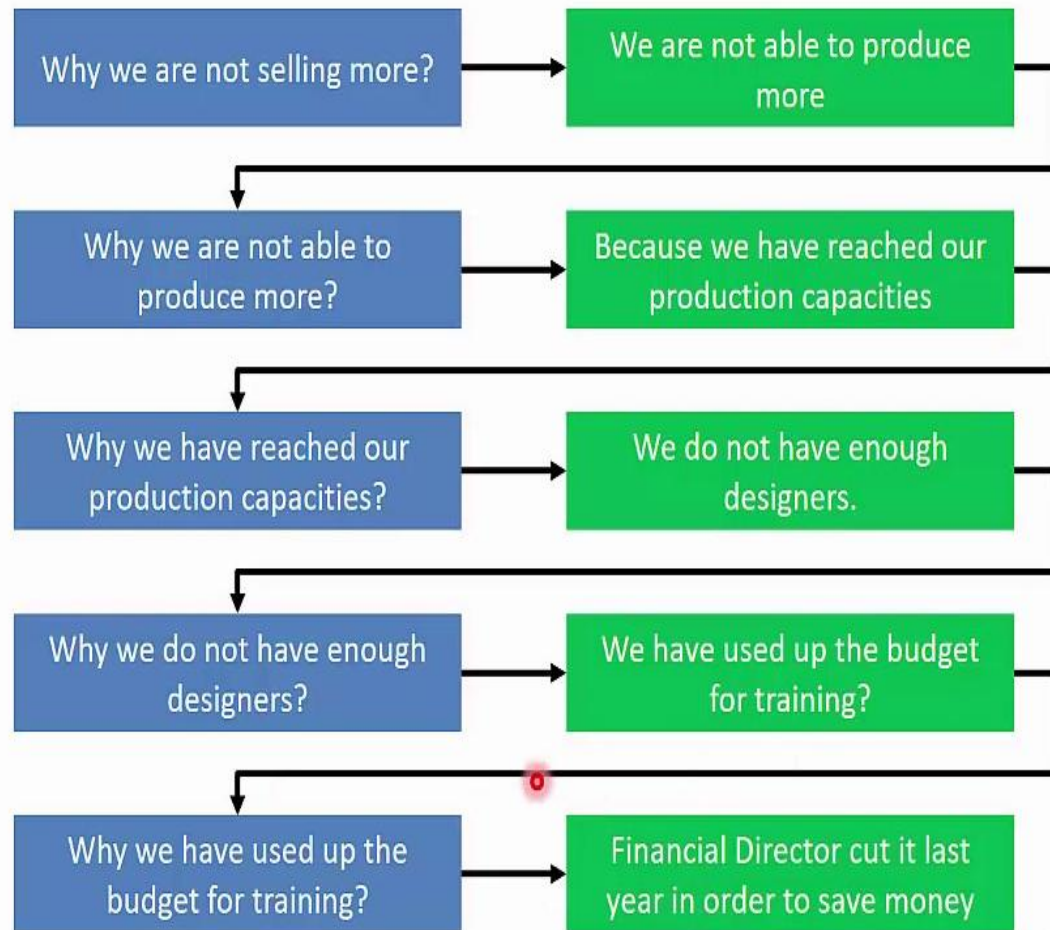 Why we are not selling more?
We are not able to produce
more
Why we are not able to
produce more?
Because we have reached our
production capacities
Why we have reached our
production capacities?
We do not have enough
designers.
Why we do not have enough
designers?
We have used up the budget
for training?
Why we have used up the
budget for training?
Financial Director cut it last
year in order to save money